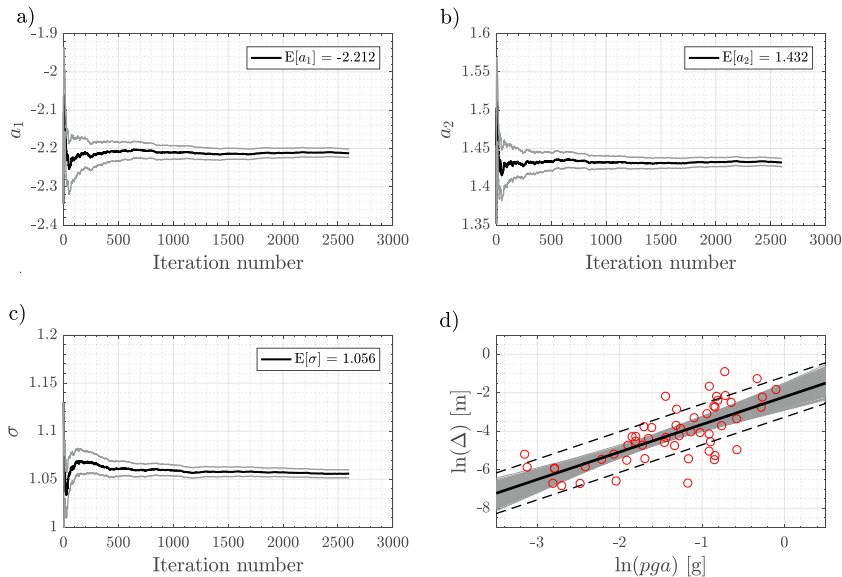 a)
-1.9
-2
-2.1
-2.2
-2.3
-2.4
a₁
E[a₁] = -2.212
0 500 1000 1500 2000 2500 3000
Iteration number
b)
1.6
1.55
1.5
1.45
1.4
1.35
a₂
E[a₂] = 1.432
0 500 1000 1500 2000 2500 3000
Iteration number
c)
1.2
1.15
1.1
1.05
1
σ
E[σ] = 1.056
0 500 1000 1500 2000 2500 3000
Iteration number
d)
0
-2
-4
-6
-8
ln(Δ) [m]
-3 -2 -1 0
ln(pga) [g]